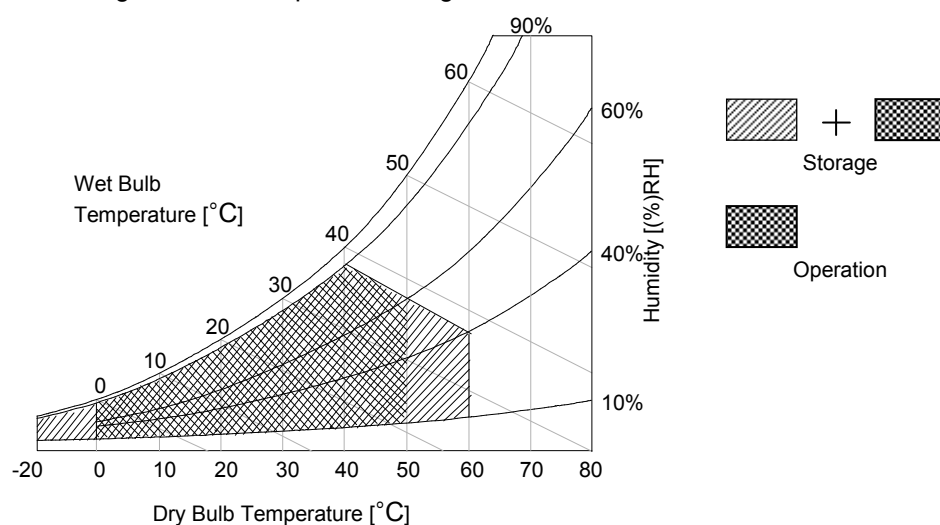 90%
60
60%
50
Wet Bulb
Temperature [°C]
40
40%
30
20
10
0
10%
Humidity [(%)RH]
-20 0 10 20 30 40 50 60 70 80
Dry Bulb Temperature [°C]
+
Storage
Operation